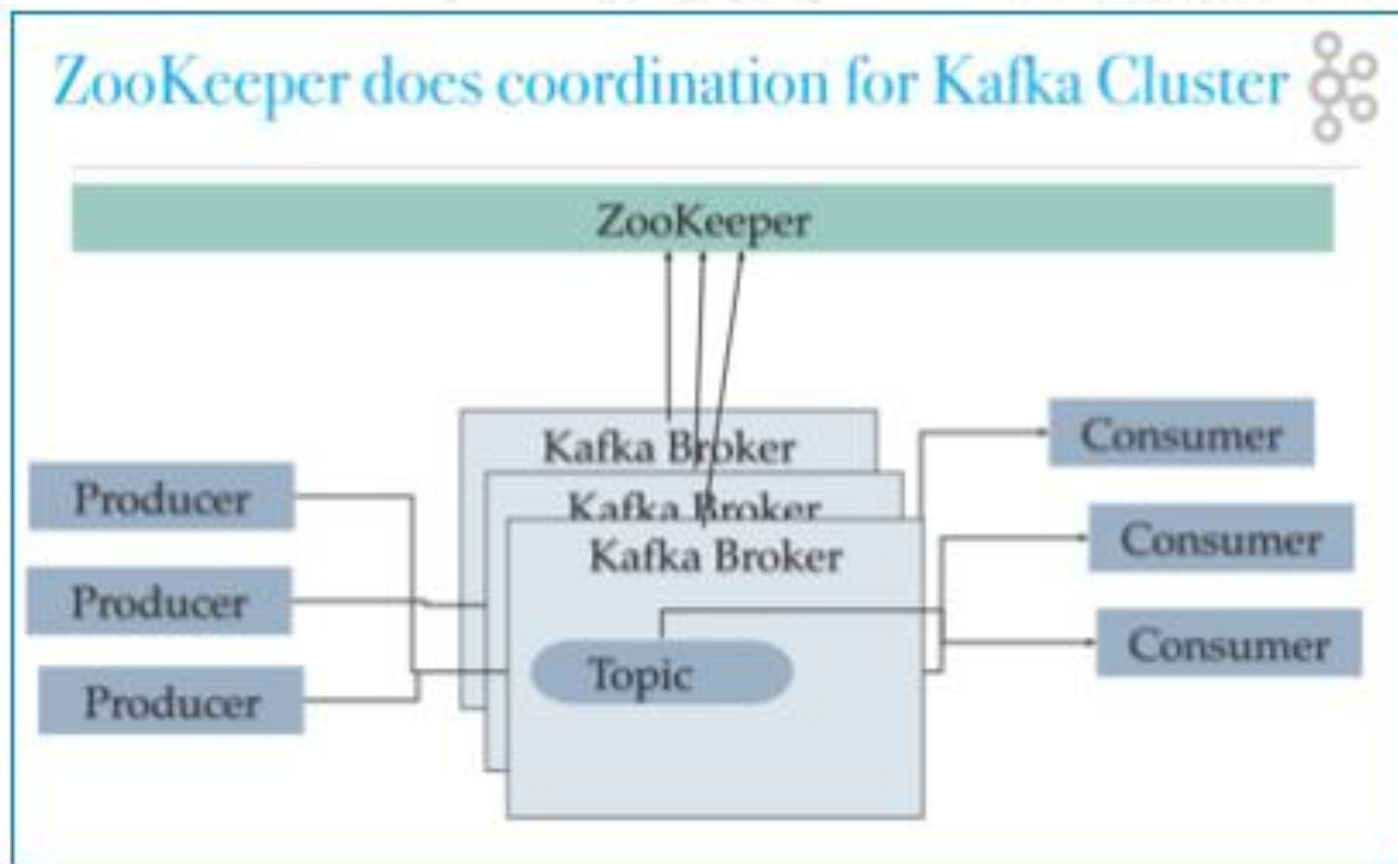 ZooKeeper does coordination for Kafka Cluster
ZooKeeper
Kafka Broker
Kafka Broker
Kafka Broker
Topic
Producer
Producer
Producer
Consumer
Consumer
Consumer